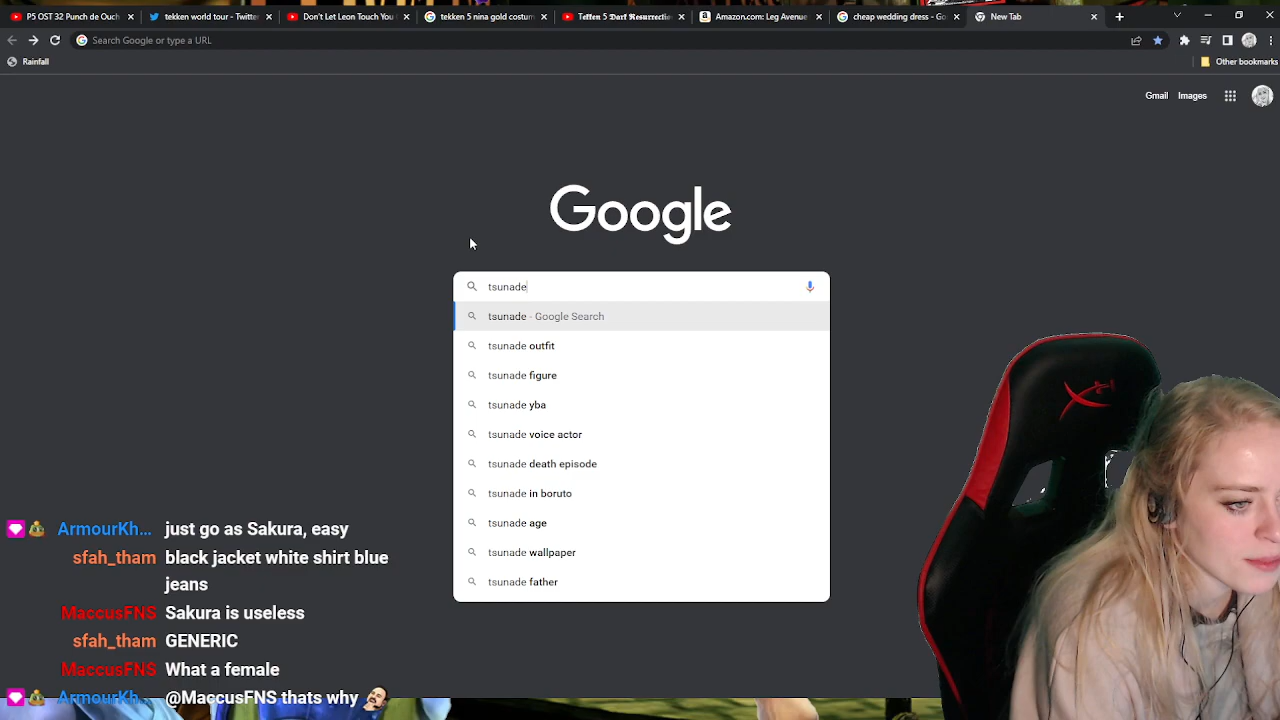 P5 OST 32 Punch de Ouch
tekken world tour - Twitter
Don't Let Leon Touch You
tekken 5 nina gold costum
Tekken 5 Dark Resurrectio
Amazon.com: Leg Avenue
cheap wedding dress - Go
New Tab
Search Google or type a URL
Rainfall
Other bookmarks
Gmail
Images
Google
tsunade
tsunade - Google Search
tsunade outfit
tsunade figure
tsunade yba
tsunade voice actor
tsunade death episode
tsunade in boruto
tsunade age
tsunade wallpaper
tsunade father
ArmourKh... just go as Sakura, easy
sfah_tham black jacket white shirt blue
jeans
MaccusFNS Sakura is useless
sfah_tham GENERIC
MaccusFNS What a female
ArmourKh... @MaccusFNS thats why